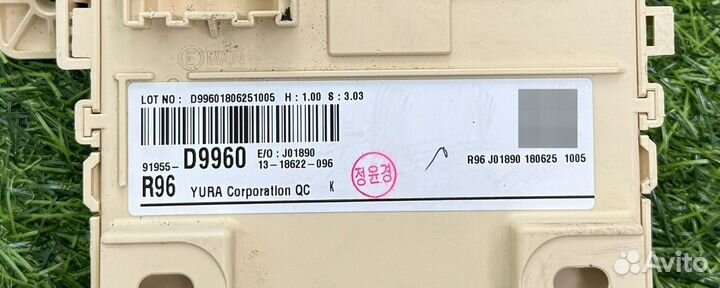 E MAIN
LOT NO : D99601806251005 H : 1.00 S : 3.03
91955-D9960 E/O : J01890
13-18622-096
R96 YURA Corporation QC K
정윤경
R96 J01890 180625 1005
Avito